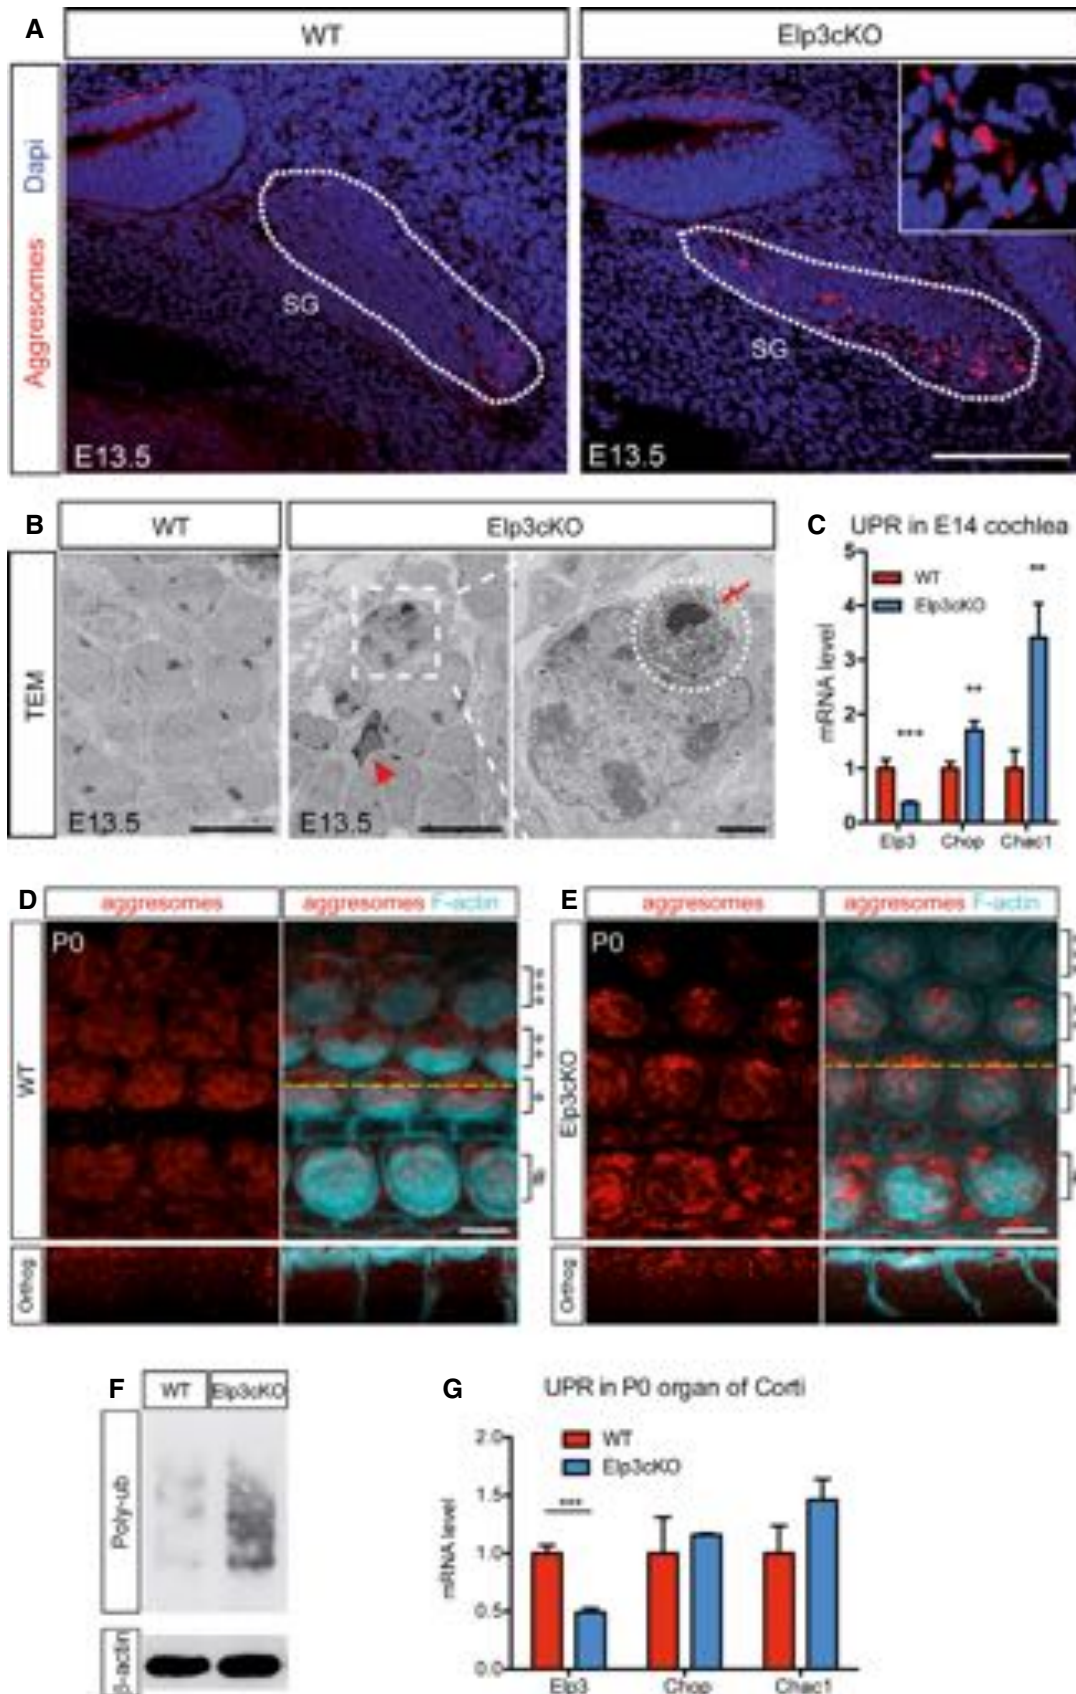 A
WT
Elp3cKO
Aggresomes Dapi
SG
SG
E13.5
E13.5
B
WT
Elp3cKO
TEM
E13.5
E13.5
C
UPR in E14 cochlea
WT
Elp3cKO
mRNA level
5
4
3
2
1
0
***
**
**
Elp3 Chop Chac1
D
aggresomes
aggresomes F-actin
P0
WT
Orthog
E
aggresomes
aggresomes F-actin
P0
Elp3cKO
Orthog
F
WT Elp3cKO
Poly-ub
β-actin
G
UPR in P0 organ of Corti
WT
Elp3cKO
mRNA level
2.0
1.5
1.0
0.5
0.0
***
Elp3 Chop Chac1